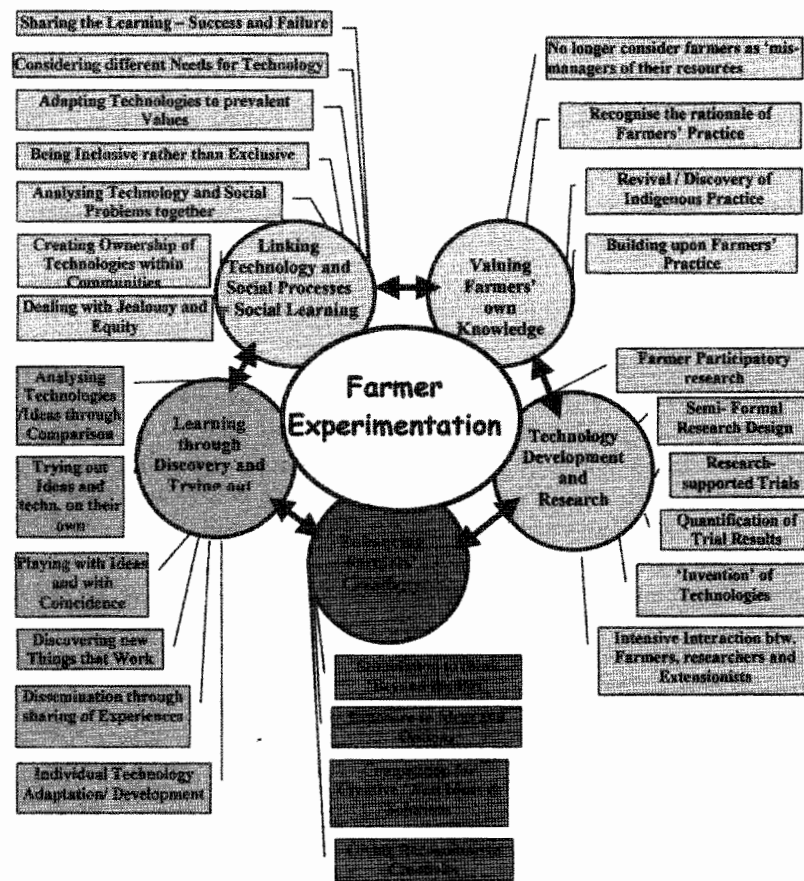 Sharing the Learning – Success and Failure
Considering different Needs for Technology
Adapting Technologies to prevalent
Values
Being Inclusive rather than Exclusive
Analysing Technology and Social
Problems together
Creating Ownership of
Technologies within
Communities
Dealing with Jealousy and
Equity
No longer consider farmers as 'mis-
managers of their resources
Recognise the rationale of
Farmers' Practice
Revival / Discovery of
Indigenous Practice
Building upon Farmers'
Practice
Linking
Technology and
Social Processes
= Social Learning
Valuing
Farmers'
own
Knowledge
Farmer
Experimentation
Analysing
Technologies
/Ideas through
Comparison
Trying out
Ideas and
techn. on their
own
Playing with Ideas
and with
Coincidence
Discovering new
Things that Work
Dissemination through
sharing of Experiences
Individual Technology
Adaptation/ Development
Learning
through
Discovery and
Trying out
Technology
Development
and
Research
Farmer Participatory
research
Semi- Formal
Research Design
Research-
supported Trials
Quantification of
Trial Results
'Invention' of
Technologies
Intensive Interaction btw.
Farmers, researchers and
Extensionists